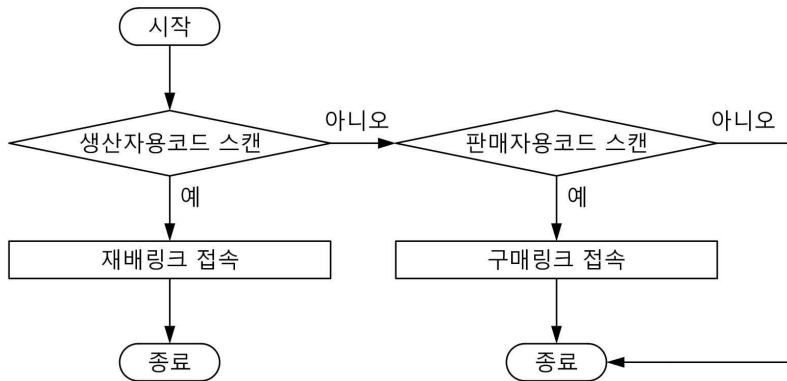 시작
생산자용코드 스캔
아니오
판매자용코드 스캔
아니오
예
예
재배링크 접속
구매링크 접속
종료
종료